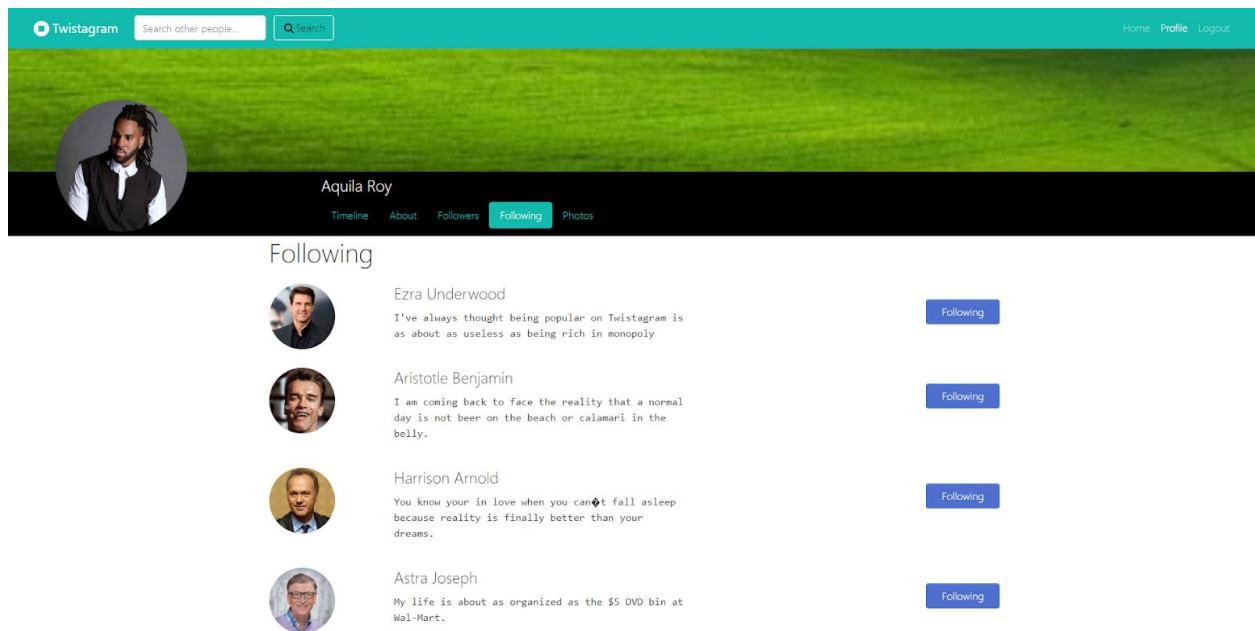 Twistagram Search other people... Search Home Profile Logout
Aquila Roy
Timeline About Followers Following Photos
Following
Ezra Underwood
I've always thought being popular on Twistagram is
as about as useless as being rich in monopoly
Following
Aristotle Benjamin
I am coming back to face the reality that a normal
day is not beer on the beach or calamari in the
belly.
Following
Harrison Arnold
You know your in love when you can�t fall asleep
because reality is finally better than your
dreams.
Following
Astra Joseph
My life is about as organized as the $5 DVD bin at
Wal-Mart.
Following